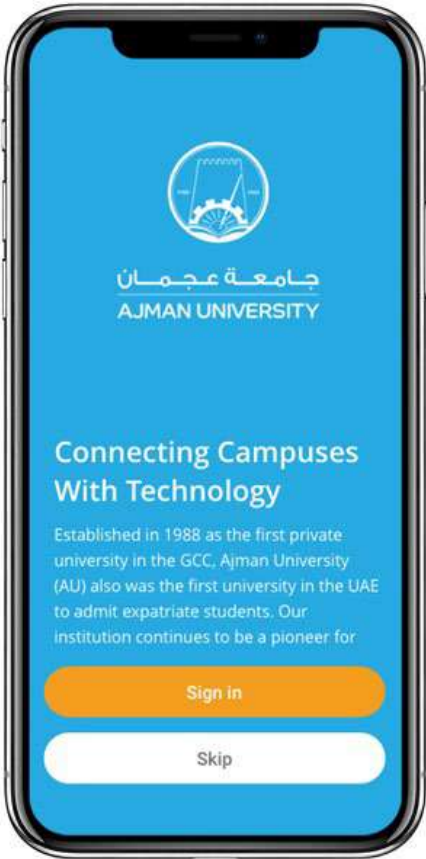 جامعة عجمان
AJMAN UNIVERSITY
Connecting Campuses
With Technology
Established in 1988 as the first private
university in the GCC, Ajman University
(AU) also was the first university in the UAE
to admit expatriate students. Our
institution continues to be a pioneer for
Sign in
Skip